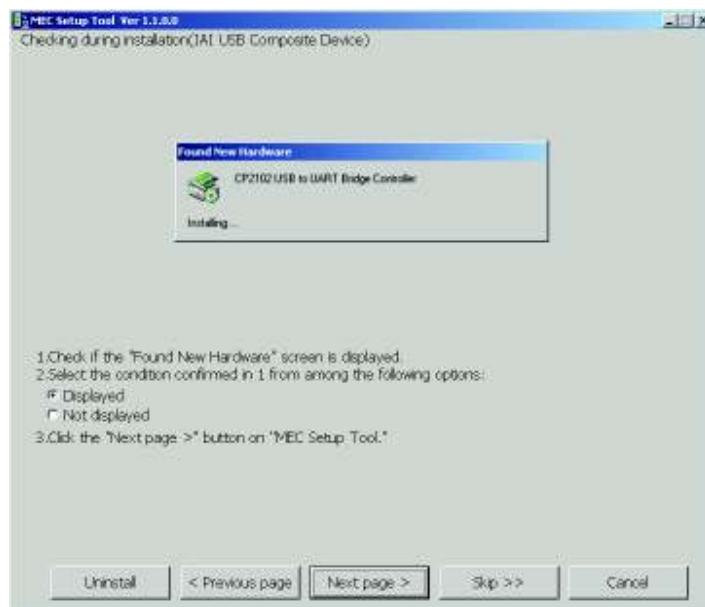 MEC Setup Tool Ver 1.1.0.0
Checking during installation(IAI USB Composite Device)
Found New Hardware
CP2102 USB to UART Bridge Controller
Installing...
1.Check if the "Found New Hardware" screen is displayed.
2.Select the condition confirmed in 1 from among the following options:
Displayed
Not displayed
3.Click the "Next page >" button on "MEC Setup Tool."
Uninstall < Previous page Next page > Skip >> Cancel